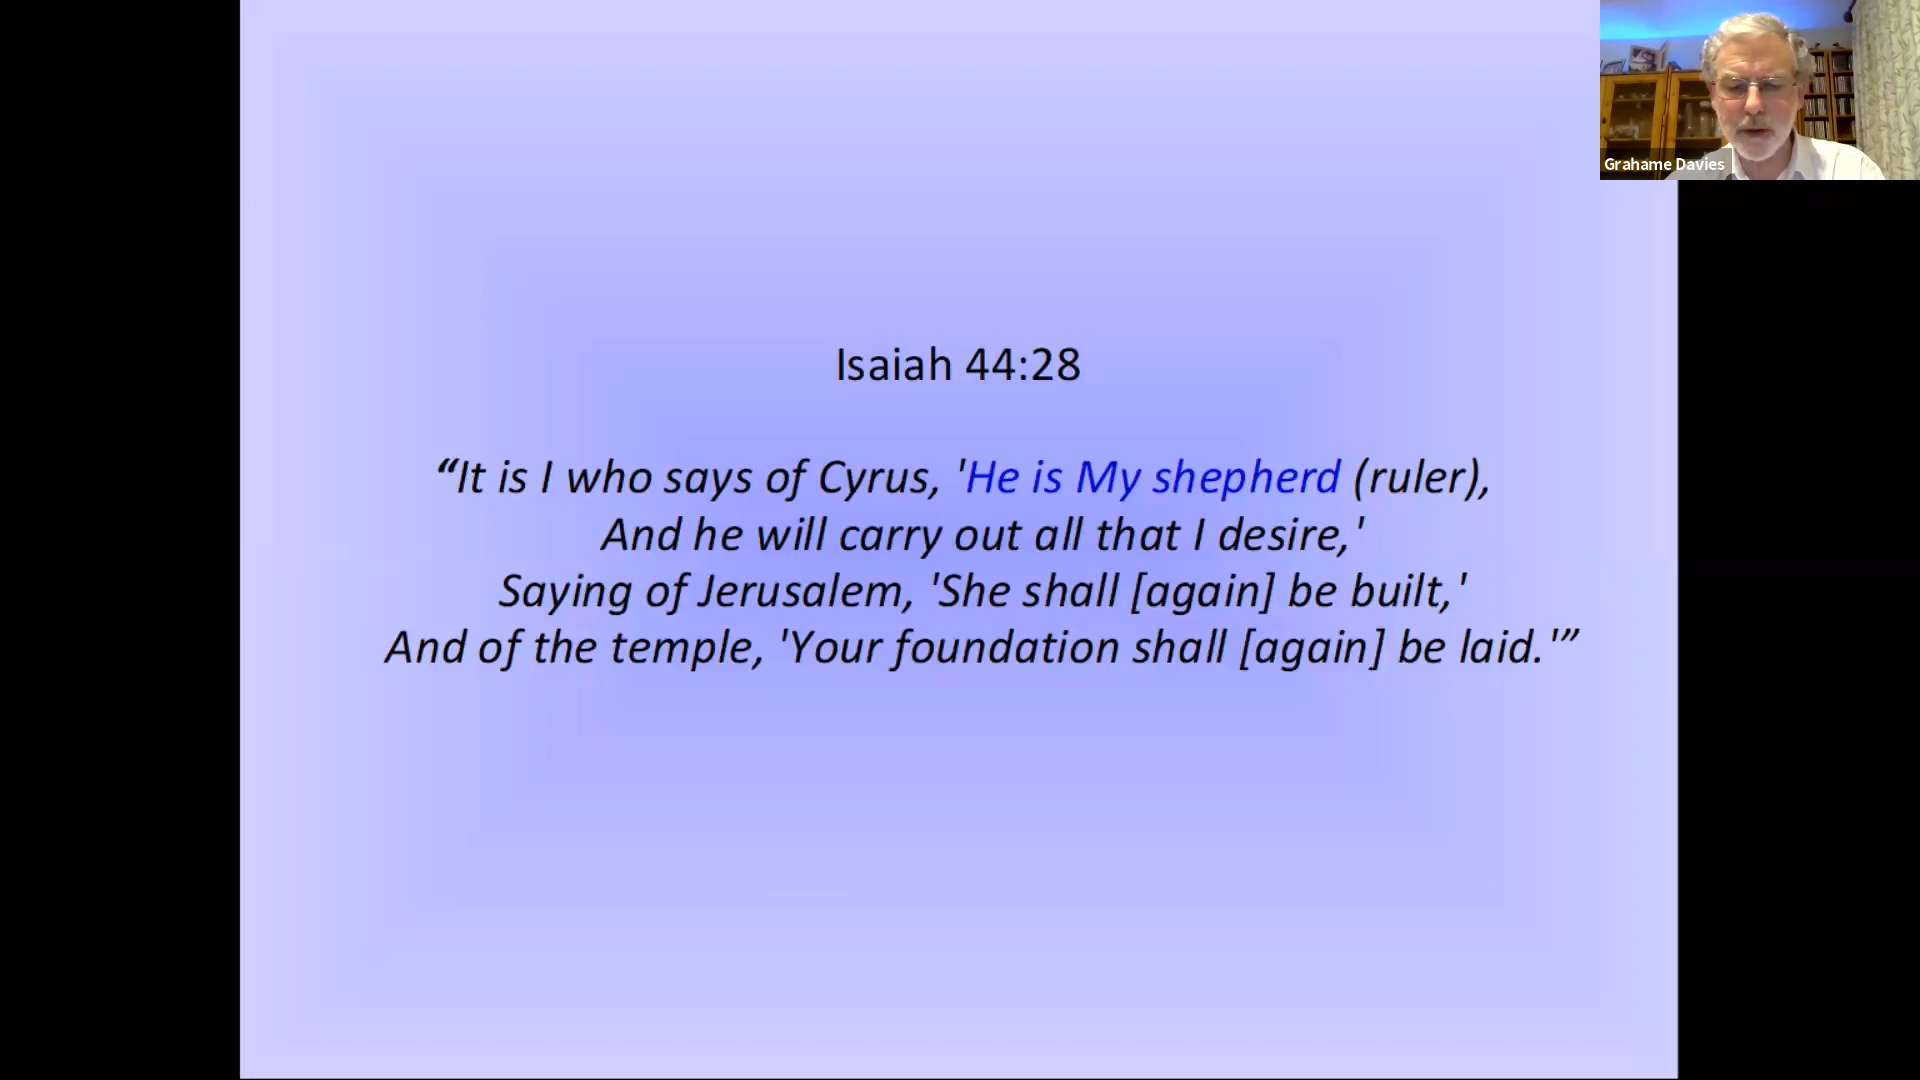 Grahame Davies
Isaiah 44:28
“It is I who says of Cyrus, 'He is My shepherd (ruler),
And he will carry out all that I desire,'
Saying of Jerusalem, 'She shall [again] be built,'
And of the temple, 'Your foundation shall [again] be laid.'”